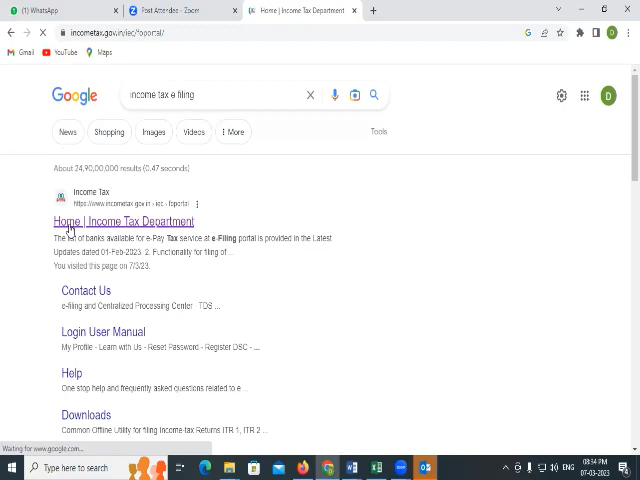 (1) WhatsApp
Post Attendee - Zoom
Home | Income Tax Department
incometax.gov.in/iec/foportal/
G
D
Gmail
YouTube
Maps
Google
income tax e filing
D
News
Shopping
Images
Videos
More
Tools
About 24,90,00,000 results (0.47 seconds)
Income Tax
https://www.incometax.gov.in › iec › foportal
Home | Income Tax Department
The list of banks available for e-Pay Tax service at e-Filing portal is provided in the Latest
Updates dated 01-Feb-2023 ·2. Functionality for filing of ...
You visited this page on 7/3/23.
Contact Us
e-filing and Centralized Processing Center · TDS ...
Login User Manual
My Profile - Learn with Us - Reset Password - Register DSC - ...
Help
One stop help and frequently asked questions related to e ...
Downloads
Common Offline Utility for filing Income-tax Returns ITR 1, ITR 2 ...
Waiting for www.google.com...
Type here to search
ENG
08:34 PM
07-03-2023